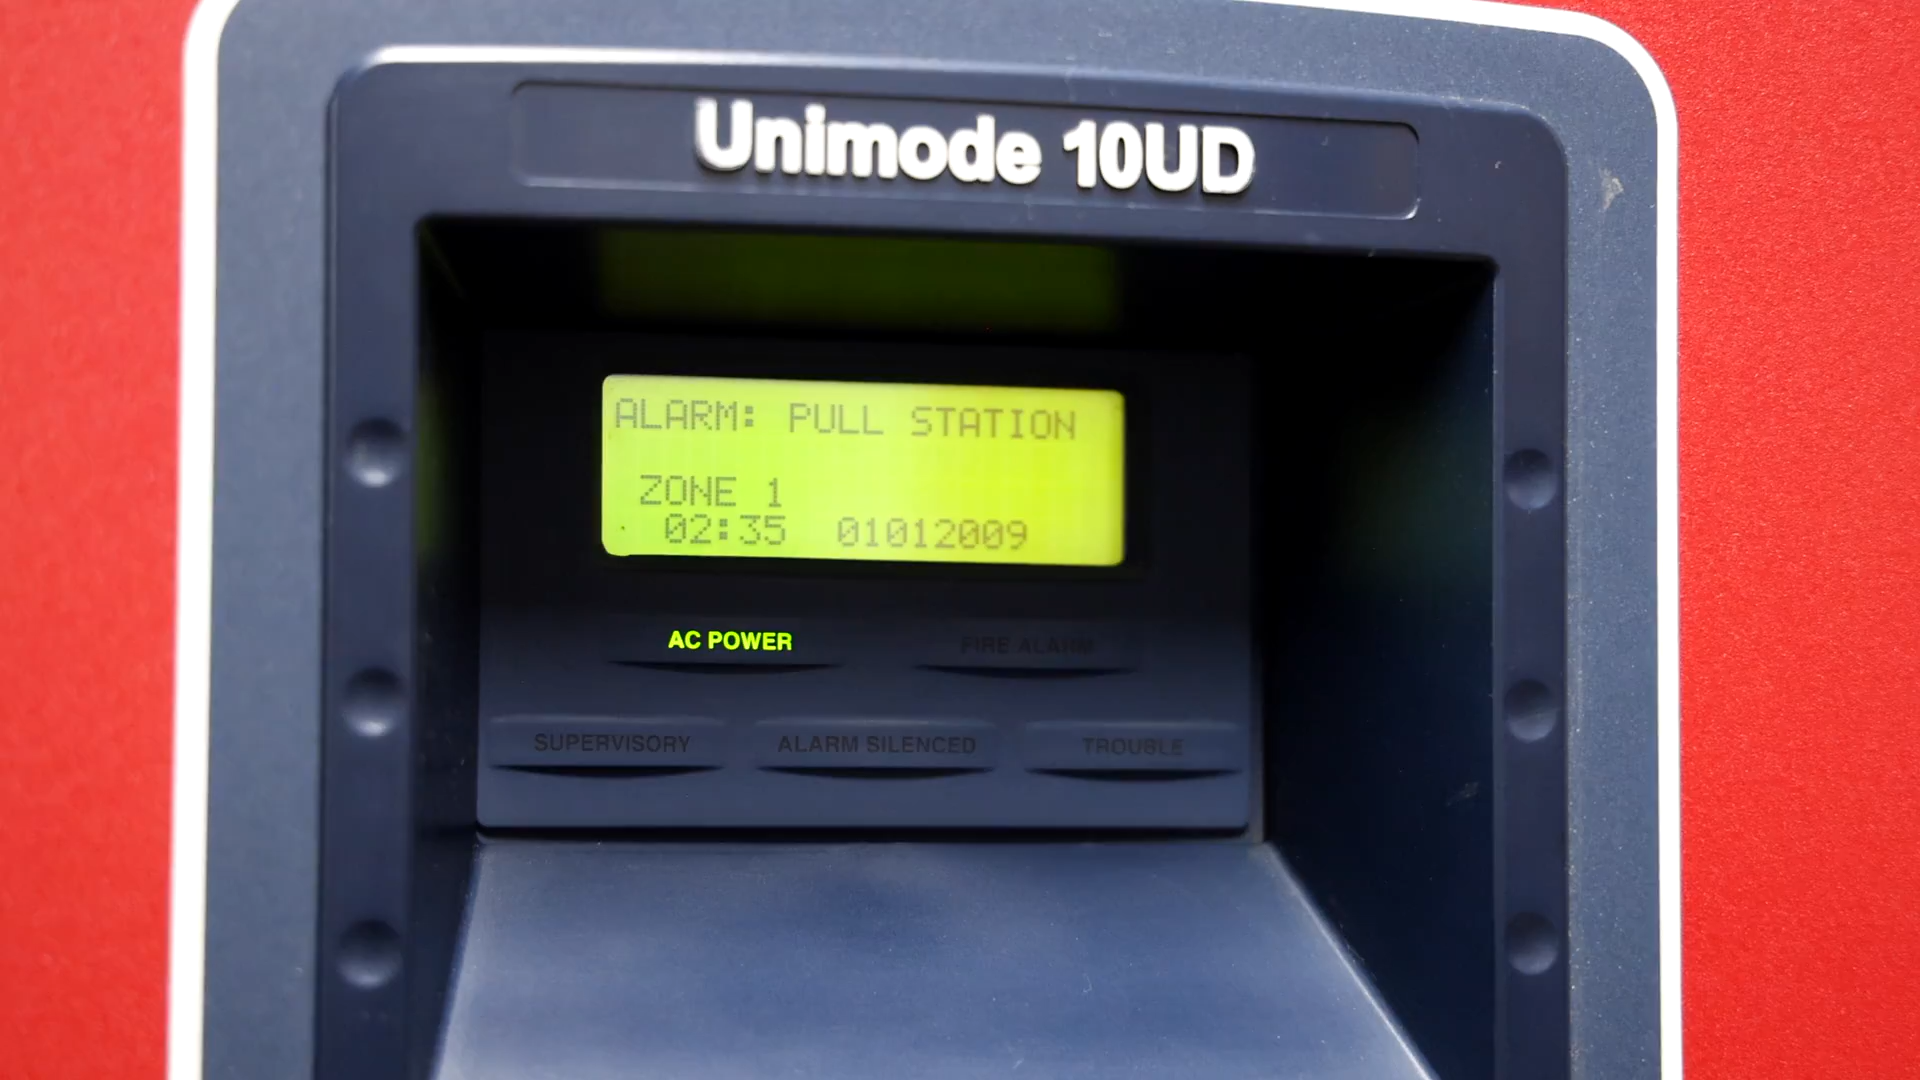 Unimode 10UD
ALARM: PULL STATION
ZONE 1
02:35 01012009
AC POWER
FIRE ALARM
SUPERVISORY
ALARM SILENCED
TROUBLE